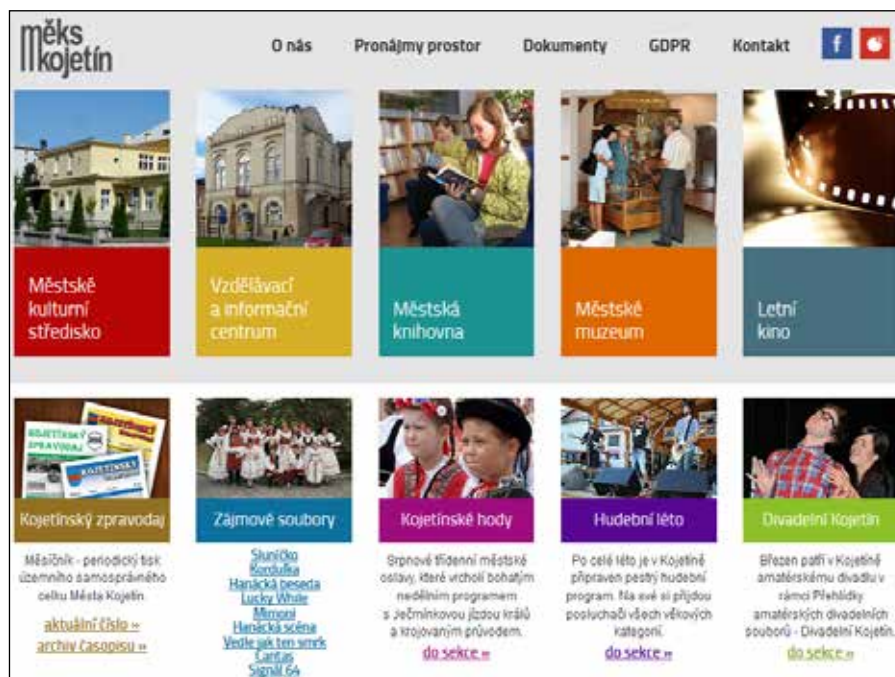 měks
kojetín
O nás
Pronájmy prostor
Dokumenty
GDPR
Kontakt
f
Městské
kulturní
středisko
Vzdělávací
a informační
centrum
Městská
knihovna
Městské
muzeum
Letní
kino
KOJETÍNSKÝ
ZPRAVODAJ
KOJETÍNSKÝ
Kojetínský zpravodaj
Měsíčník - periodický tisk
územního samosprávného
celku Města Kojetín.
aktuální číslo »
archiv časopisu »
Zájmové soubory
Sluníčko
Kordulka
Hanácká beseda
Lucky While
Mimoni
Hanácká scéna
Vedle jak ten smrk
Cantas
Signál 64
Kojetínské hody
Srpnové třídenní městské
oslavy, které vrcholí bohatým
nedělním programem
s Ječmínkovou jízdou králů
a krojovaným průvodem.
do sekce »
Hudební léto
Po celé léto je v Kojetíně
připraven pestrý hudební
program. Na své si přijdou
posluchači všech věkových
kategorií.
do sekce »
Divadelní Kojetín
Březen patří v Kojetíně
amatérskému divadlu v
rámci Přehlídky
amatérských divadelních
souborů - Divadelní Kojetín.
do sekce »